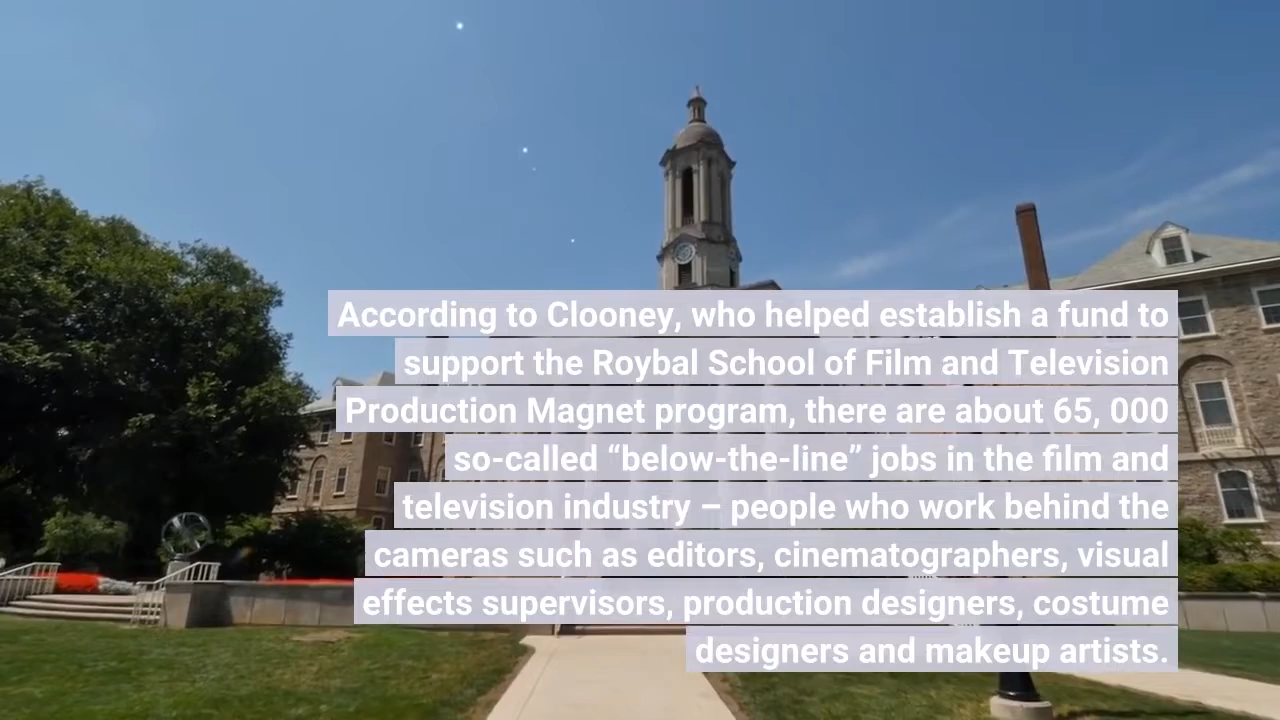 According to Clooney, who helped establish a fund to
support the Roybal School of Film and Television
Production Magnet program, there are about 65, 000
so-called “below-the-line” jobs in the film and
television industry – people who work behind the
cameras such as editors, cinematographers, visual
effects supervisors, production designers, costume
designers and makeup artists.